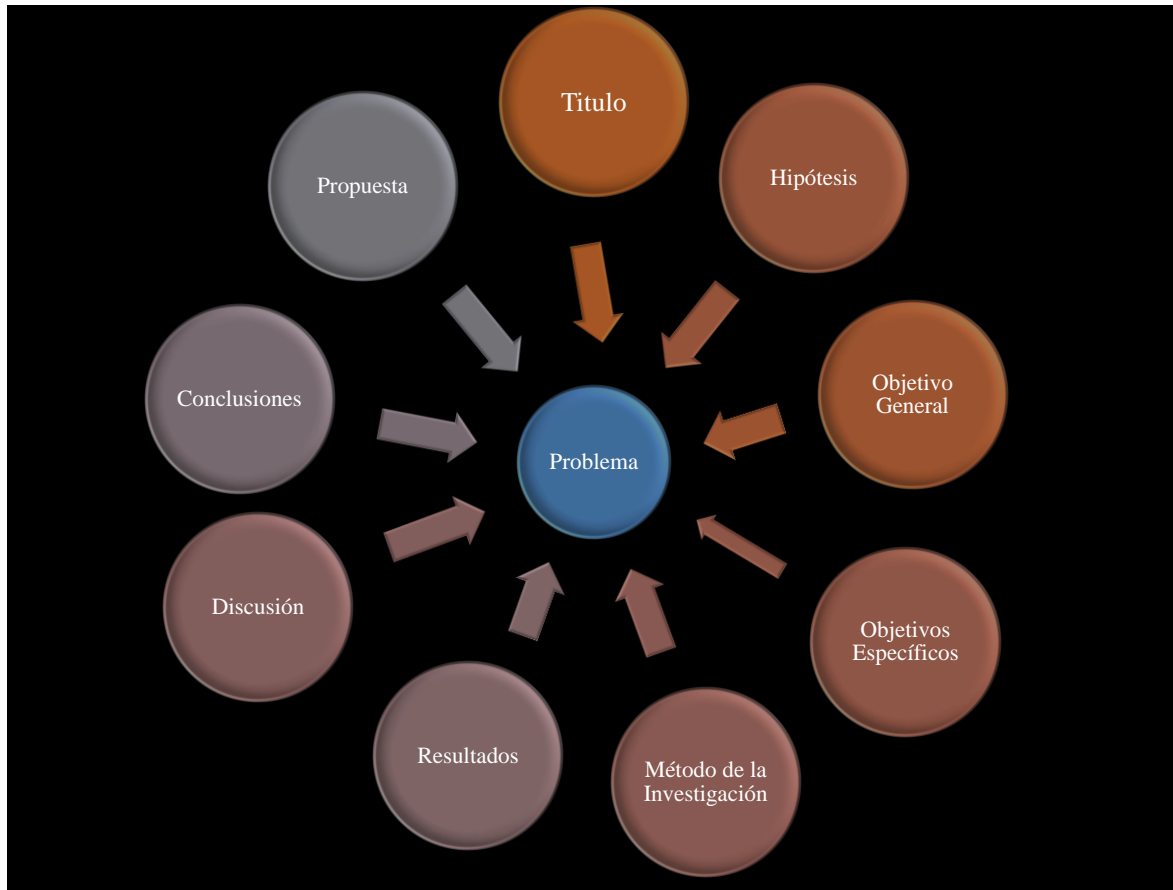 Titulo
Hipótesis
Objetivo
General
Objetivos
Específicos
Método de la
Investigación
Resultados
Discusión
Conclusiones
Propuesta
Problema